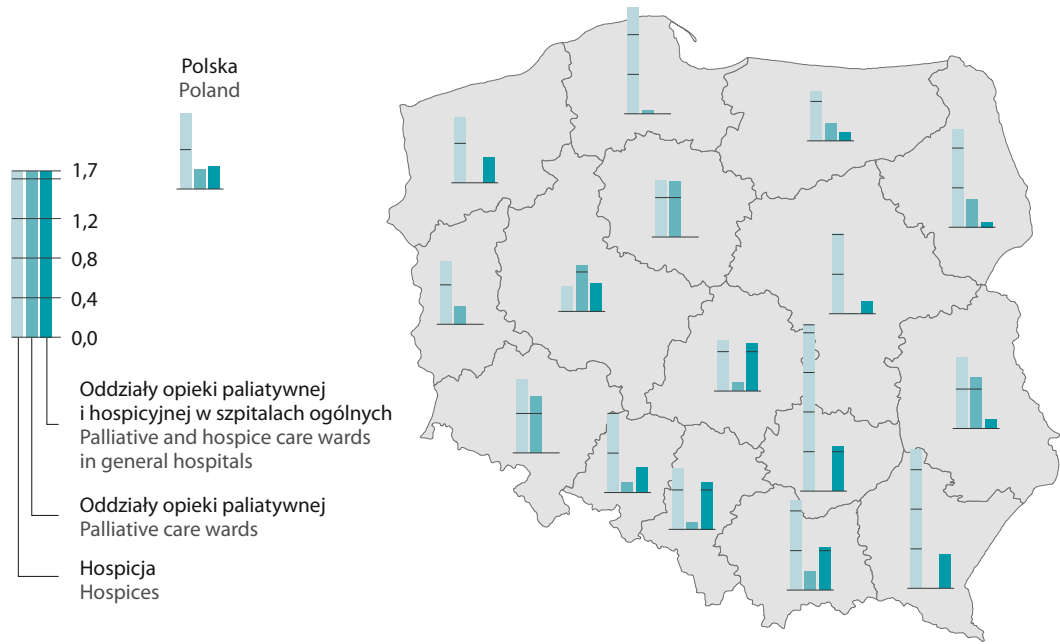 Polska
Poland
1,7
1,2
0,8
0,4
0,0
Oddziały opieki paliatywnej
i hospicyjnej w szpitalach ogólnych
Palliative and hospice care wards
in general hospitals
Oddziały opieki paliatywnej
Palliative care wards
Hospicja
Hospices